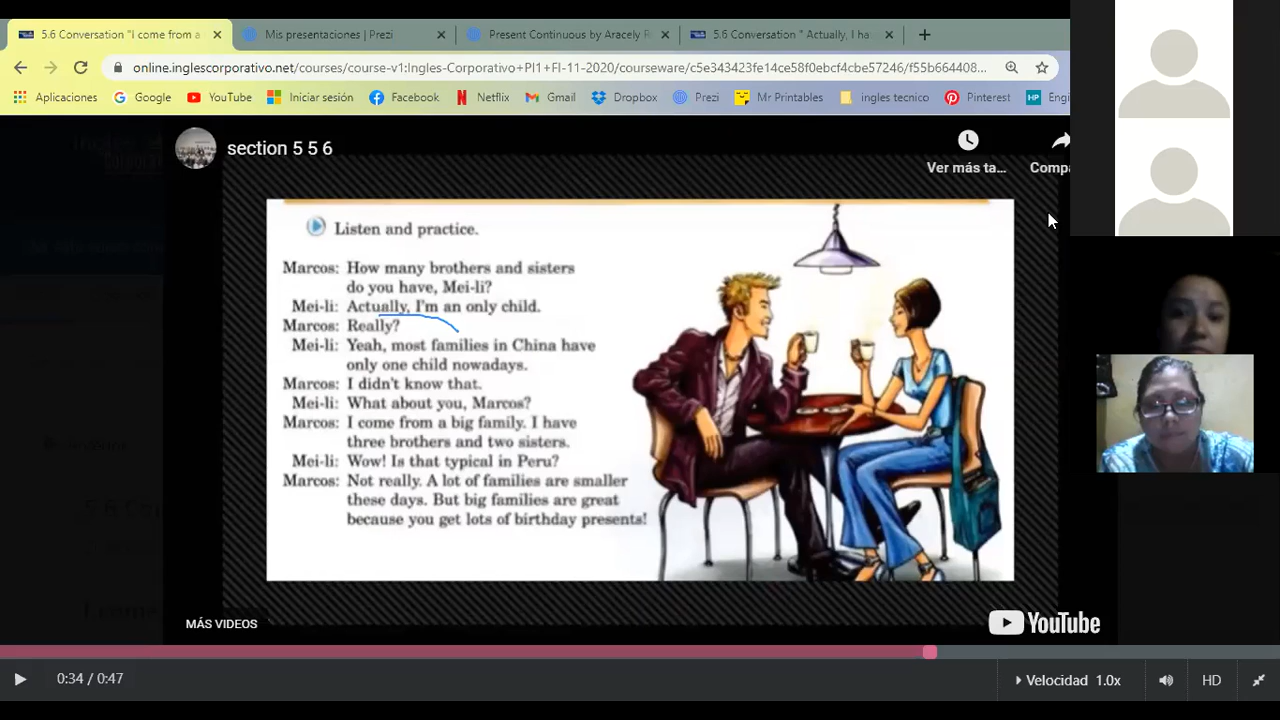 5.6 Conversation "I come from a
Mis presentaciones | Prezi
Present Continuous by Aracely R
5.6 Conversation " Actually, I ha
online.inglescorporativo.net/courses/course-v1:Ingles-Corporativo+PI1+FI-11-2020/courseware/c5e343423fe14ce58f0ebcf4cbe57246/f55b664408...
Aplicaciones
Google
YouTube
Iniciar sesión
Facebook
Netflix
Gmail
Dropbox
Prezi
Mr Printables
ingles tecnico
Pinterest
HP
Engl
section 5 5 6
Ver más ta...
Compa
Listen and practice.
Marcos: How many brothers and sisters
do you have, Mei-li?
Mei-li: Actually, I'm an only child.
Marcos: Really?
Mei-li: Yeah, most families in China have
only one child nowadays.
Marcos: I didn't know that.
Mei-li: What about you, Marcos?
Marcos: I come from a big family. I have
three brothers and two sisters.
Mei-li: Wow! Is that typical in Peru?
Marcos: Not really. A lot of families are smaller
these days. But big families are great
because you get lots of birthday presents!
MÁS VIDEOS
YouTube
0:34 / 0:47
Velocidad 1.0x
HD